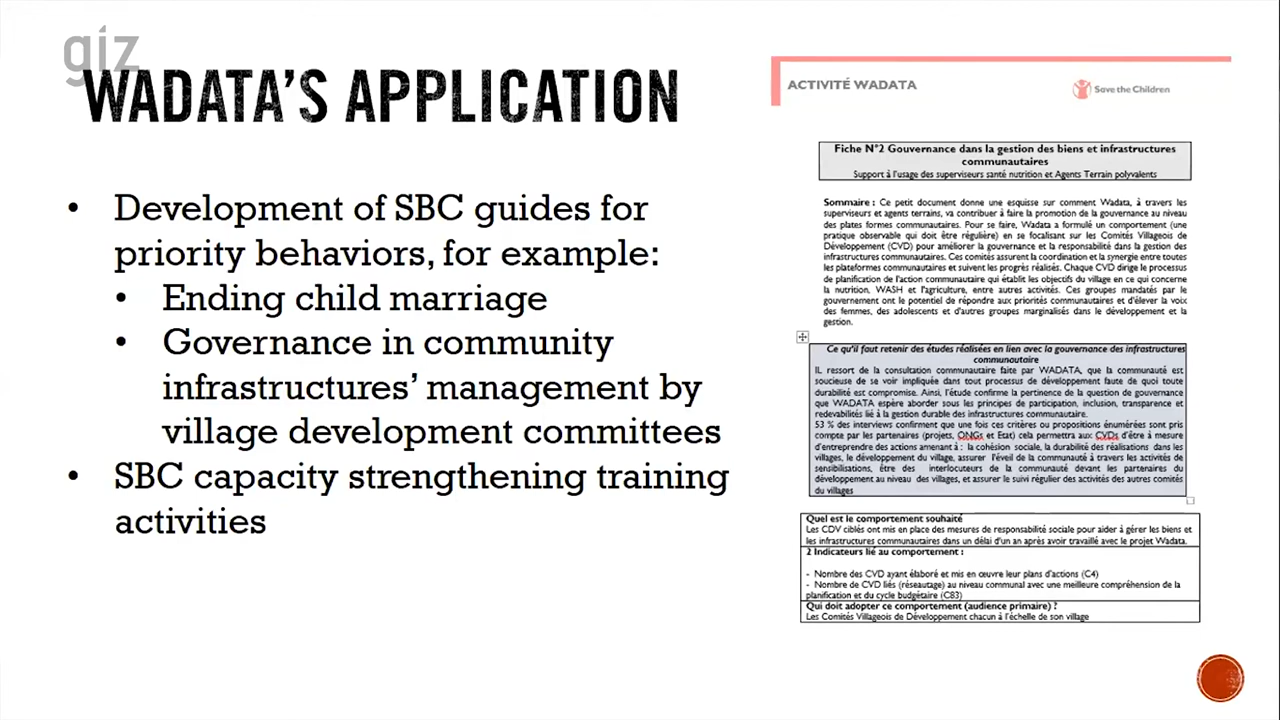 giz
WADATA'S APPLICATION
• Development of SBC guides for
priority behaviors, for example:
• Ending child marriage
• Governance in community
infrastructures' management by
village development committees
• SBC capacity strengthening training
activities
ACTIVITÉ WADATA
Save the Children
Fiche N°2 Gouvernance dans la gestion des biens et infrastructures
communautaires
Support à l'usage des superviseurs santé nutrition et Agents Terrain polyvalents
Sommaire : Ce petit document donne une esquisse sur comment Wadata, à travers les
superviseurs et agents terrains, va contribuer à faire la promotion de la gouvernance au niveau
des plates formes communautaires. Pour se faire, Wadata a formulé un comportement (une
pratique observable qui doit être régulière) en se focalisant sur les Comités Villageois de
Développement (CVD) pour améliorer la gouvernance et la responsabilité dans la gestion des
infrastructures communautaires. Ces comités assurent la coordination et la synergie entre toutes
les plateformes communautaires et suivent les progrès réalisés. Chaque CVD dirige le processus
de planification de l'action communautaire qui établit les objectifs du village en ce qui concerne
la nutrition, WASH et l'agriculture, entre autres activités. Ces groupes mandatés par le
gouvernement ont le potentiel de répondre aux priorités communautaires et d'élever la voix
des femmes, des adolescents et d'autres groupes marginalisés dans le développement et la
gestion.
Ce qu'il faut retenir des études réalisées en lien avec la gouvernance des infrastructures
communautaire
IL ressort de la consultation communautaire faite par WADATA, que la communauté est
soucieuse de se voir impliquée dans tout processus de développement faute de quoi toute
durabilité est compromise. Ainsi, l'étude confirme la pertinence de la question de gouvernance
que WADATA espère aborder sous les principes de participation, inclusion, transparence et
redevabilités lié à la gestion durable des infrastructures communautaire.
53 % des interviews confirment que une fois ces critères ou propositions énumérées sont pris
compte par les partenaires (projets, ONGs et Etat) cela permettra aux CVDs d'être à mesure
d'entreprendre des actions amenant à : la cohésion sociale, la durabilité des réalisations dans les
villages, le développement du village, assurer l'éveil de la communauté à travers les activités de
sensibilisations, être des interlocuteurs de la communauté devant les partenaires du
développement au niveau des villages, et assurer le suivi régulier des activités des autres comités
du villages
Quel est le comportement souhaité
Les CDV ciblés ont mis en place des mesures de responsabilité sociale pour aider à gérer les biens et
les infrastructures communautaires dans un délai d'un an après avoir travaillé avec le projet Wadata.
2 Indicateurs lié au comportement :
- Nombre des CVD ayant élaboré et mis en œuvre leur plans d'actions (C4)
- Nombre de CVD liés (réseautage) au niveau communal avec une meilleure compréhension de la
planification et du cycle budgétaire (C83)
Qui doit adopter ce comportement (audience primaire) ?
Les Comités Villageois de Développement chacun à l'échelle de son village